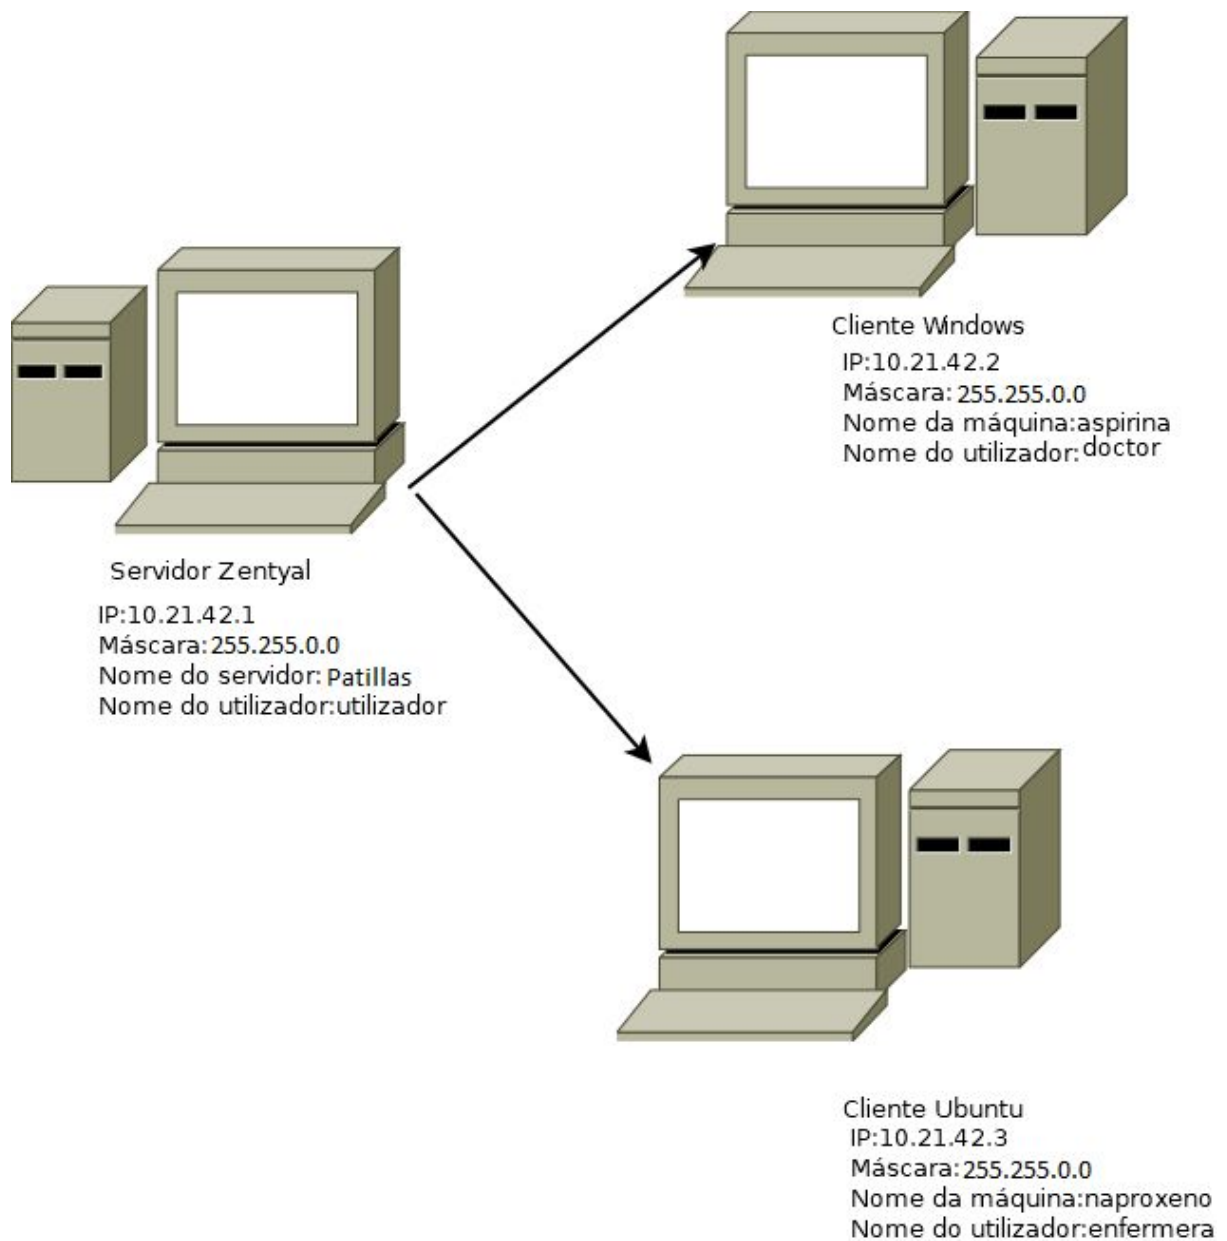 Cliente Windows
IP:10.21.42.2
Máscara: 255.255.0.0
Nome da máquina:aspirina
Nome do utilizador:doctor
Servidor Zentyal
IP:10.21.42.1
Máscara:255.255.0.0
Nome do servidor: Patillas
Nome do utilizador:utilizador
Cliente Ubuntu
IP:10.21.42.3
Máscara:255.255.0.0
Nome da máquina:naproxeno
Nome do utilizador:enfermera